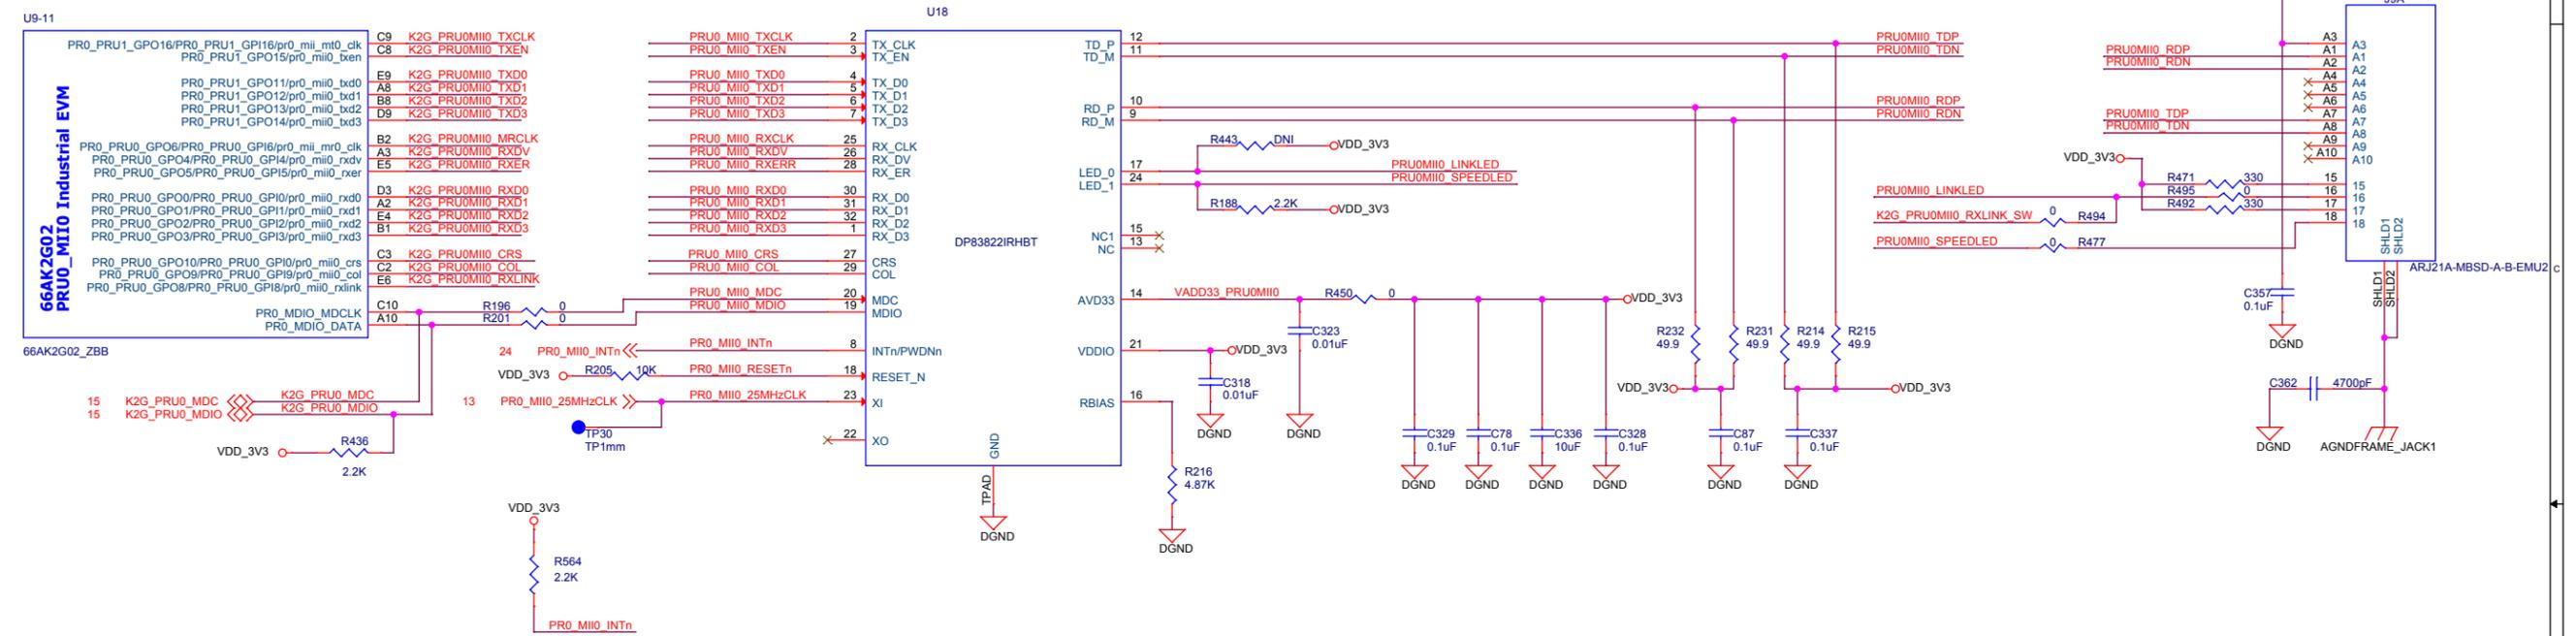 U9-11
66AK2G02
PRU0_MII0 Industrial EVM
PR0_PRU1_GPO16/PR0_PRU1_GPI16/pr0_mii_mt0_clk C9 K2G_PRU0MII0_TXCLK
PR0_PRU1_GPO15/pr0_mii0_txen C8 K2G_PRU0MII0_TXEN
PR0_PRU1_GPO11/pr0_mii0_txd0 E9 K2G_PRU0MII0_TXD0
PR0_PRU1_GPO12/pr0_mii0_txd1 A8 K2G_PRU0MII0_TXD1
PR0_PRU1_GPO13/pr0_mii0_txd2 B8 K2G_PRU0MII0_TXD2
PR0_PRU1_GPO14/pr0_mii0_txd3 D9 K2G_PRU0MII0_TXD3
PR0_PRU0_GPO6/PR0_PRU0_GPI6/pr0_mii_mr0_clk B2 K2G_PRU0MII0_MRCLK
PR0_PRU0_GPO4/PR0_PRU0_GPI4/pr0_mii0_rxdv A3 K2G_PRU0MII0_RXDV
PR0_PRU0_GPO5/PR0_PRU0_GPI5/pr0_mii0_rxer E5 K2G_PRU0MII0_RXER
PR0_PRU0_GPO0/PR0_PRU0_GPI0/pr0_mii0_rxd0 D3 K2G_PRU0MII0_RXD0
PR0_PRU0_GPO1/PR0_PRU0_GPI1/pr0_mii0_rxd1 A2 K2G_PRU0MII0_RXD1
PR0_PRU0_GPO2/PR0_PRU0_GPI2/pr0_mii0_rxd2 E4 K2G_PRU0MII0_RXD2
PR0_PRU0_GPO3/PR0_PRU0_GPI3/pr0_mii0_rxd3 B1 K2G_PRU0MII0_RXD3
PR0_PRU0_GPO10/PR0_PRU0_GPI0/pr0_mii0_crs C3 K2G_PRU0MII0_CRS
PR0_PRU0_GPO9/PR0_PRU0_GPI9/pr0_mii0_col C2 K2G_PRU0MII0_COL
PR0_PRU0_GPO8/PR0_PRU0_GPI8/pr0_mii0_rxlink E6 K2G_PRU0MII0_RXLINK
PR0_MDIO_MDCLK C10 R196 0
PR0_MDIO_DATA A10 R201 0
66AK2G02_ZBB
15 K2G_PRU0_MDC K2G_PRU0_MDC
15 K2G_PRU0_MDIO K2G_PRU0_MDIO
VDD_3V3 R436
2.2K
VDD_3V3
R564
2.2K
PR0_MII0_INTn
U18
PRU0_MII0_TXCLK 2 TX_CLK
PRU0_MII0_TXEN 3 TX_EN
PRU0_MII0_TXD0 4 TX_D0
PRU0_MII0_TXD1 5 TX_D1
PRU0_MII0_TXD2 6 TX_D2
PRU0_MII0_TXD3 7 TX_D3
PRU0_MII0_RXCLK 25 RX_CLK
PRU0_MII0_RXDV 26 RX_DV
PRU0_MII0_RXERR 28 RX_ER
PRU0_MII0_RXD0 30 RX_D0
PRU0_MII0_RXD1 31 RX_D1
PRU0_MII0_RXD2 32 RX_D2
PRU0_MII0_RXD3 1 RX_D3
PRU0_MII0_CRS 27 CRS
PRU0_MII0_COL 29 COL
PRU0_MII0_MDC 20 MDC
PRU0_MII0_MDIO 19 MDIO
24 PR0_MII0_INTn PR0_MII0_INTn 8 INTn/PWDNn
VDD_3V3 R205 10K PR0_MII0_RESETn 18 RESET_N
13 PR0_MII0_25MHzCLK PR0_MII0_25MHzCLK 23 XI
TP30
TP1mm
22 XO
DP83822IRHBT
GND
TPAD
DGND
TD_P 12 PRU0MII0_TDP
TD_M 11 PRU0MII0_TDN
RD_P 10 PRU0MII0_RDP
RD_M 9 PRU0MII0_RDN
R443 DNI VDD_3V3
LED_0 17 PRU0MII0_LINKLED
LED_1 24 PRU0MII0_SPEEDLED
R188 2.2K VDD_3V3
NC1 15
NC 13
AVD33 14 VADD33_PRU0MII0 R450 0 VDD_3V3
C323
0.01uF
DGND
VDDIO 21 VDD_3V3
C318
0.01uF
DGND
RBIAS 16
R216
4.87K
DGND
C329
0.1uF
DGND
C78
0.1uF
DGND
C336
10uF
DGND
C328
0.1uF
DGND
R232
49.9
R231
49.9
R214
49.9
R215
49.9
VDD_3V3
VDD_3V3
C87
0.1uF
DGND
C337
0.1uF
DGND
A3 A3
PRU0MII0_RDP A1 A1
PRU0MII0_RDN A2 A2
A4 A4
A5 A5
A6 A6
PRU0MII0_TDP A7 A7
PRU0MII0_TDN A8 A8
A9 A9
A10 A10
VDD_3V3
R471 330 15 15
PRU0MII0_LINKLED R495 0 16 16
R492 330 17 17
K2G_PRU0MII0_RXLINK_SW 0 R494
18 18
PRU0MII0_SPEEDLED 0 R477
SHLD1
SHLD2
ARJ21A-MBSD-A-B-EMU2
C
SHLD1
SHLD2
C357
0.1uF
DGND
C362 4700pF
DGND
AGNDFRAME_JACK1